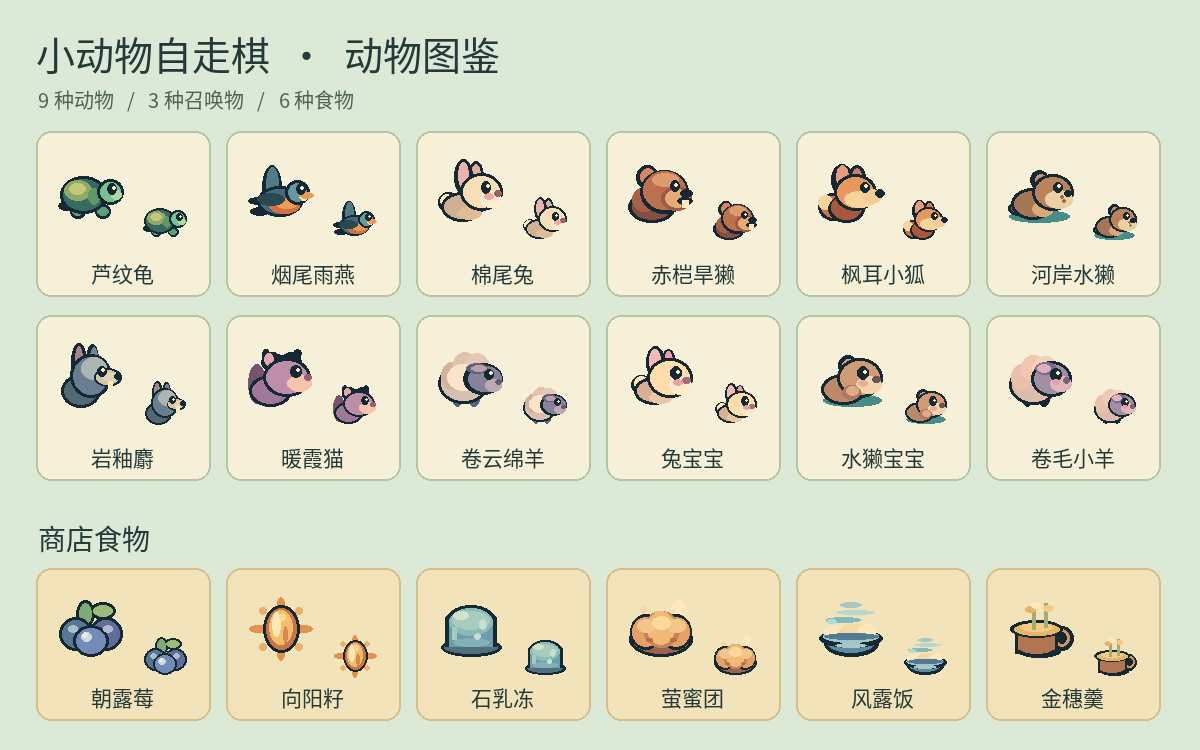 小动物自走棋 · 动物图鉴
9 种动物 / 3 种召唤物 / 6 种食物
芦纹龟 烟尾雨燕 棉尾兔 赤桤旱獭 枫耳小狐 河岸水獭
岩釉麝 暖霞猫 卷云绵羊 兔宝宝 水獭宝宝 卷毛小羊
商店食物
朝露莓 向阳籽 石乳冻 萤蜜团 风露饭 金穗羹